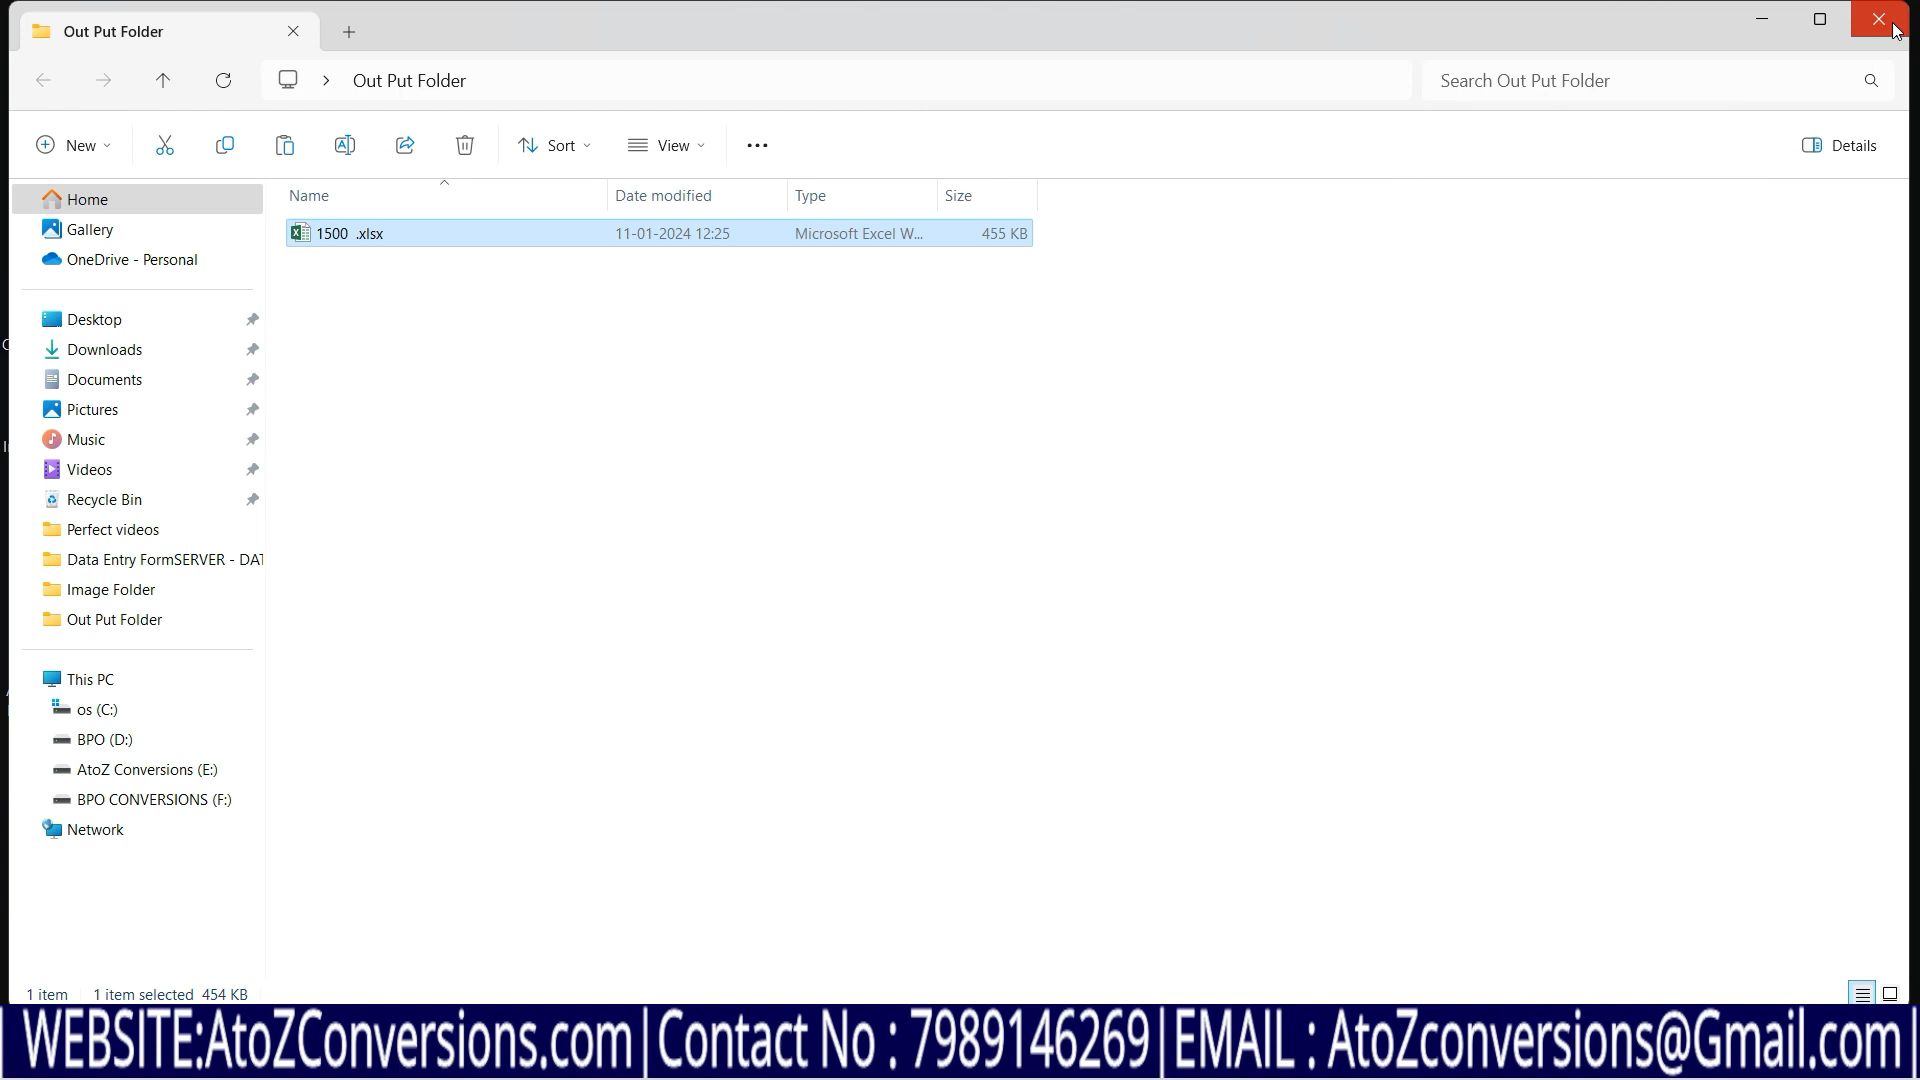 Out Put Folder
Out Put Folder
Search Out Put Folder
New
Sort
View
Details
Name
Date modified
Type
Size
1500 .xlsx
11-01-2024 12:25
Microsoft Excel W...
455 KB
Home
Gallery
OneDrive - Personal
Desktop
Downloads
Documents
Pictures
Music
Videos
Recycle Bin
Perfect videos
Data Entry FormSERVER - DAT
Image Folder
Out Put Folder
This PC
os (C:)
BPO (D:)
AtoZ Conversions (E:)
BPO CONVERSIONS (F:)
Network
1 item
1 item selected 454 KB
WEBSITE:AtoZConversions.com|Contact No : 7989146269|EMAIL : AtoZconversions@Gmail.com|